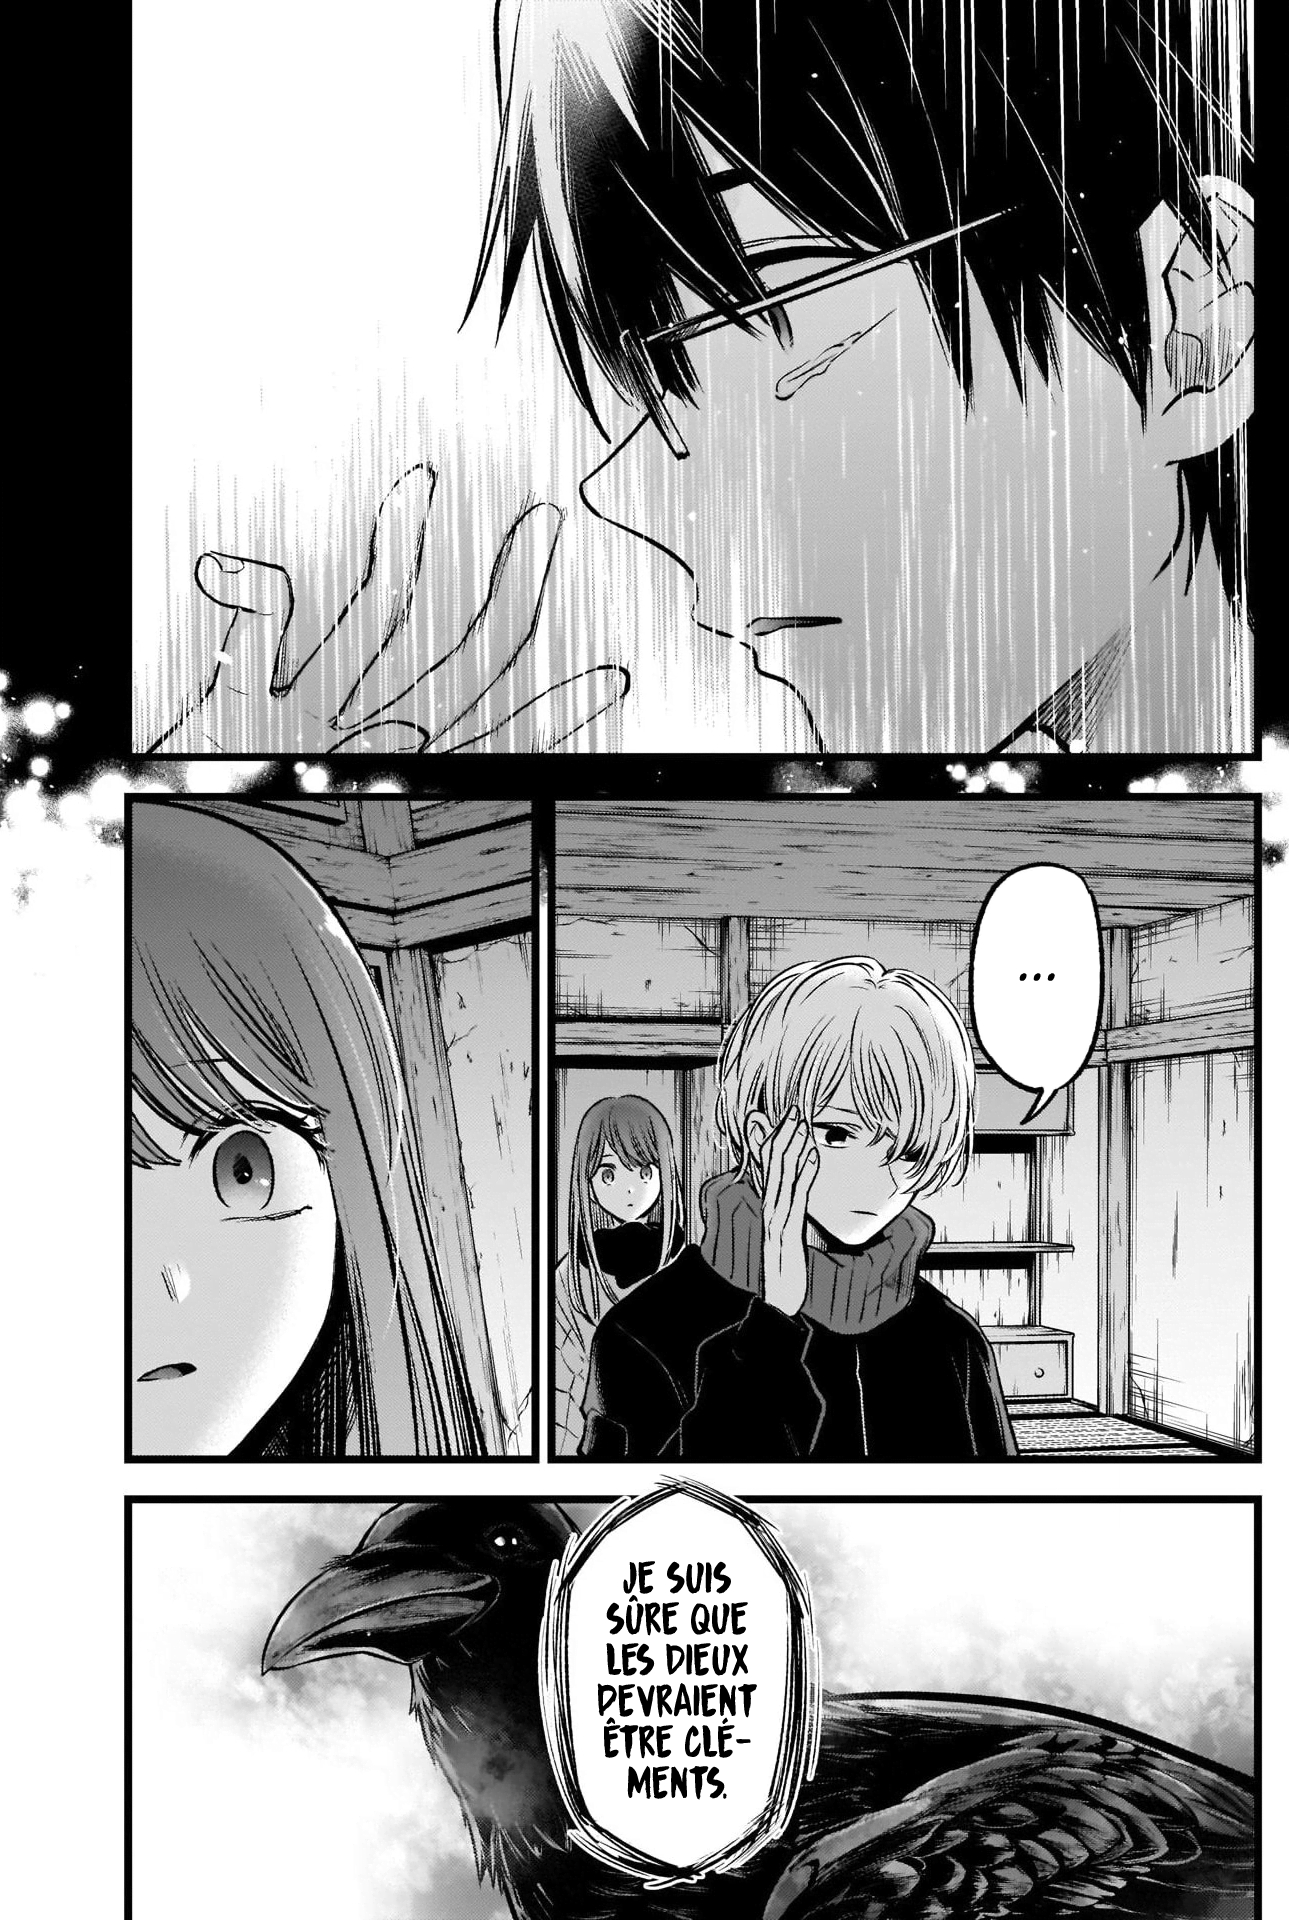 ...
JE SUIS
SÛRE QUE
LES DIEUX
DEVRAIENT
ÊTRE CLÉ-
MENTS.